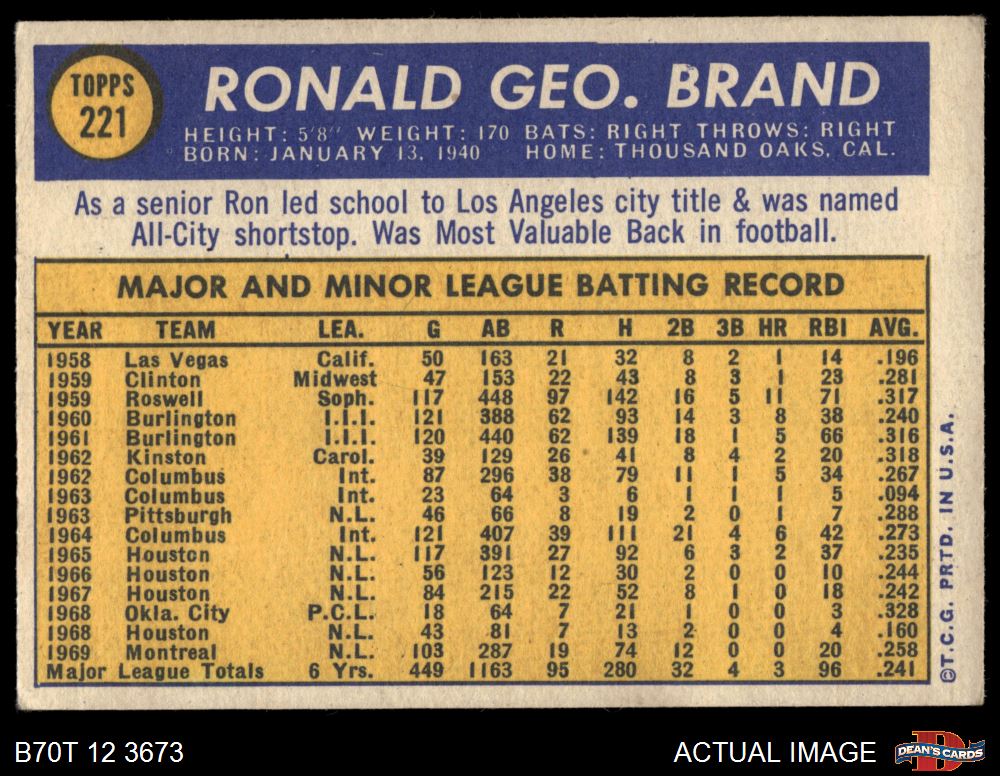 TOPPS
221
RONALD GEO. BRAND
HEIGHT: 5'8" WEIGHT: 170 BATS: RIGHT THROWS: RIGHT
BORN: JANUARY 13, 1940 HOME: THOUSAND OAKS, CAL.
As a senior Ron led school to Los Angeles city title & was named
All-City shortstop. Was Most Valuable Back in football.
MAJOR AND MINOR LEAGUE BATTING RECORD
YEAR TEAM LEA. G AB R H 2B 3B HR RBI AVG.
1958 Las Vegas Calif. 50 163 21 32 8 2 1 14 .196
1959 Clinton Midwest 47 153 22 43 8 3 1 23 .281
1959 Roswell Soph. 117 448 97 142 16 5 11 71 .317
1960 Burlington I.I.I. 121 388 62 93 14 3 8 38 .240
1961 Burlington I.I.I. 120 440 62 139 18 1 5 66 .316
1962 Kinston Carol. 39 129 26 41 8 4 2 20 .318
1962 Columbus Int. 87 296 38 79 11 1 5 34 .267
1963 Columbus Int. 23 64 3 6 1 1 1 5 .094
1963 Pittsburgh N.L. 46 66 8 19 2 0 1 7 .288
1964 Columbus Int. 121 407 39 111 21 4 6 42 .273
1965 Houston N.L. 117 391 27 92 6 3 2 37 .235
1966 Houston N.L. 56 123 12 30 2 0 0 10 .244
1967 Houston N.L. 84 215 22 52 8 1 0 18 .242
1968 Okla. City P.C.L. 18 64 7 21 1 0 0 3 .328
1968 Houston N.L. 43 81 7 13 2 0 0 4 .160
1969 Montreal N.L. 103 287 19 74 12 0 0 20 .258
Major League Totals 6 Yrs. 449 1163 95 280 32 4 3 96 .241
©T.C.G. PRTD. IN U.S.A.
B70T 12 3673
ACTUAL IMAGE
DEAN'S CARDS